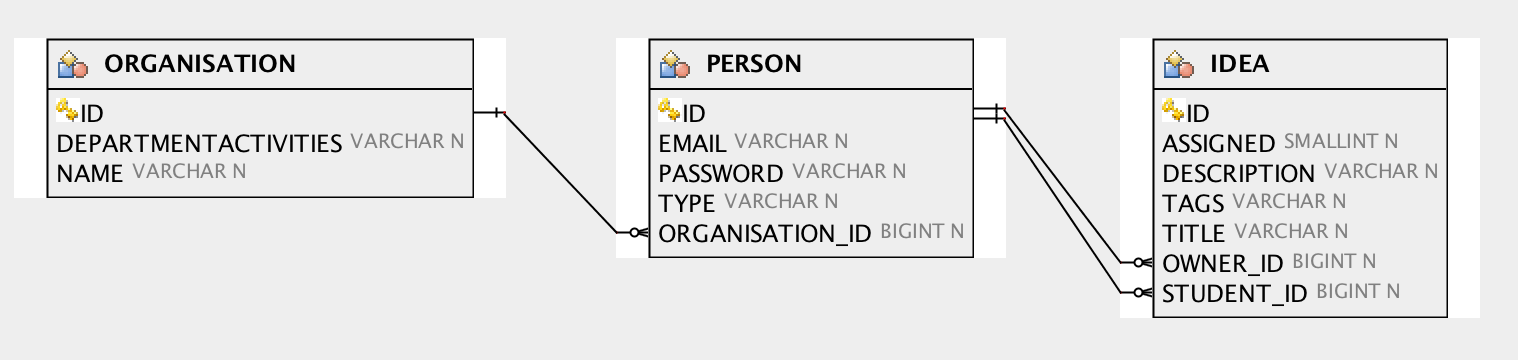 ORGANISATION
ID
DEPARTMENTACTIVITIES VARCHAR N
NAME VARCHAR N
PERSON
ID
EMAIL VARCHAR N
PASSWORD VARCHAR N
TYPE VARCHAR N
ORGANISATION_ID BIGINT N
IDEA
ID
ASSIGNED SMALLINT N
DESCRIPTION VARCHAR N
TAGS VARCHAR N
TITLE VARCHAR N
OWNER_ID BIGINT N
STUDENT_ID BIGINT N